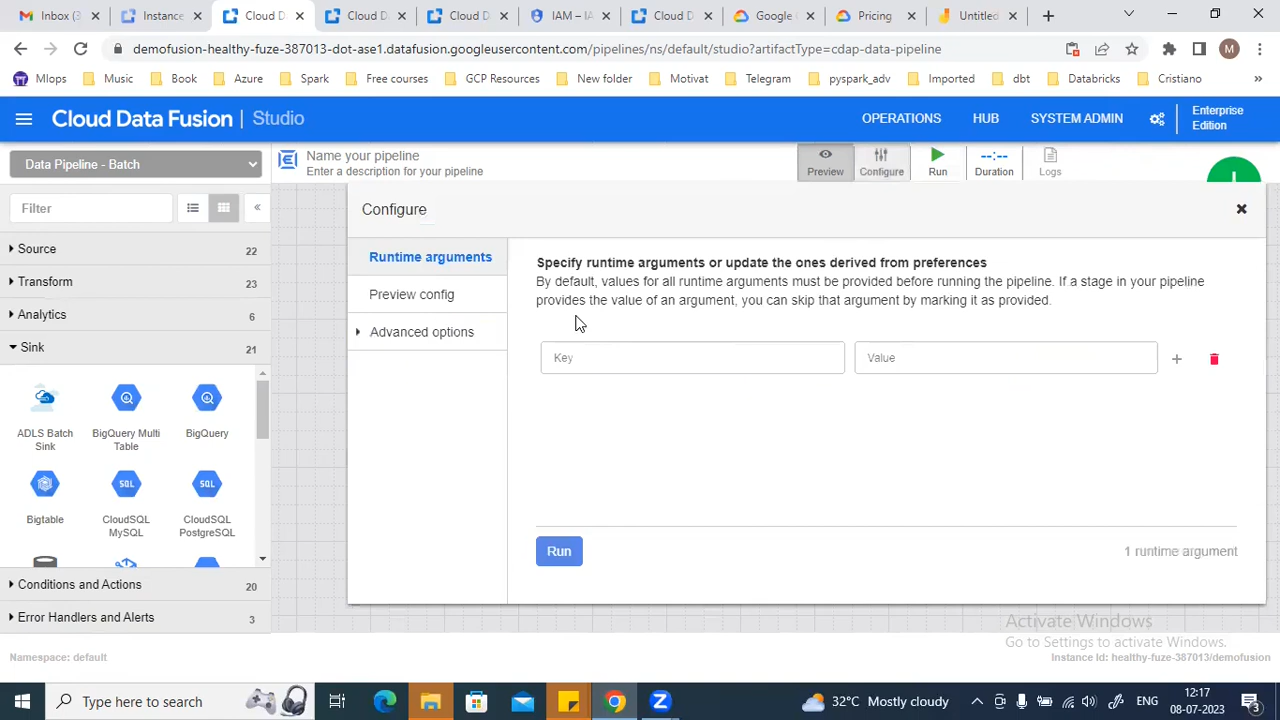 Inbox (3
Instance
Cloud D
Cloud D
Cloud D
IAM – IA
Cloud D
Google
Pricing
Untitled
demofusion-healthy-fuze-387013-dot-ase1.datafusion.googleusercontent.com/pipelines/ns/default/studio?artifactType=cdap-data-pipeline
M
Mlops
Music
Book
Azure
Spark
Free courses
GCP Resources
New folder
Motivat
Telegram
pyspark_adv
Imported
dbt
Databricks
Cristiano
»
Cloud Data Fusion | Studio
OPERATIONS
HUB
SYSTEM ADMIN
Enterprise
Edition
Data Pipeline - Batch
Name your pipeline
Enter a description for your pipeline
Preview
Configure
Run
--:--
Duration
Logs
Filter
«
Configure
Source
22
Transform
23
Analytics
6
Sink
21
ADLS Batch
Sink
BigQuery Multi
Table
BigQuery
SQL
SQL
Bigtable
CloudSQL
MySQL
CloudSQL
PostgreSQL
Conditions and Actions
20
Error Handlers and Alerts
3
Runtime arguments
Preview config
Advanced options
Specify runtime arguments or update the ones derived from preferences
By default, values for all runtime arguments must be provided before running the pipeline. If a stage in your pipeline
provides the value of an argument, you can skip that argument by marking it as provided.
Key
Value
Run
1 runtime argument
Activate Windows
Go to Settings to activate Windows.
Namespace: default
Instance Id: healthy-fuze-387013/demofusion
Type here to search
32°C Mostly cloudy
ENG
12:17
08-07-2023
3